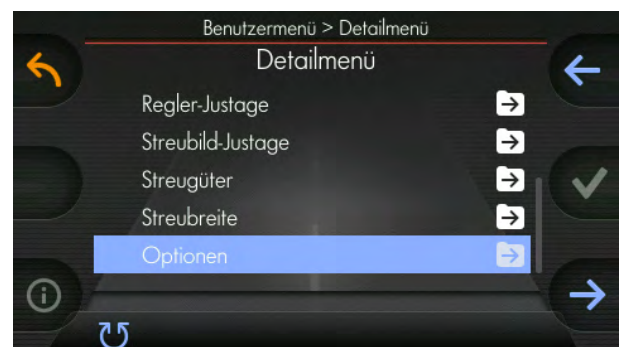 Benutzermenü > Detailmenü
Detailmenü
Regler-Justage
Streubild-Justage
Streugüter
Streubreite
Optionen